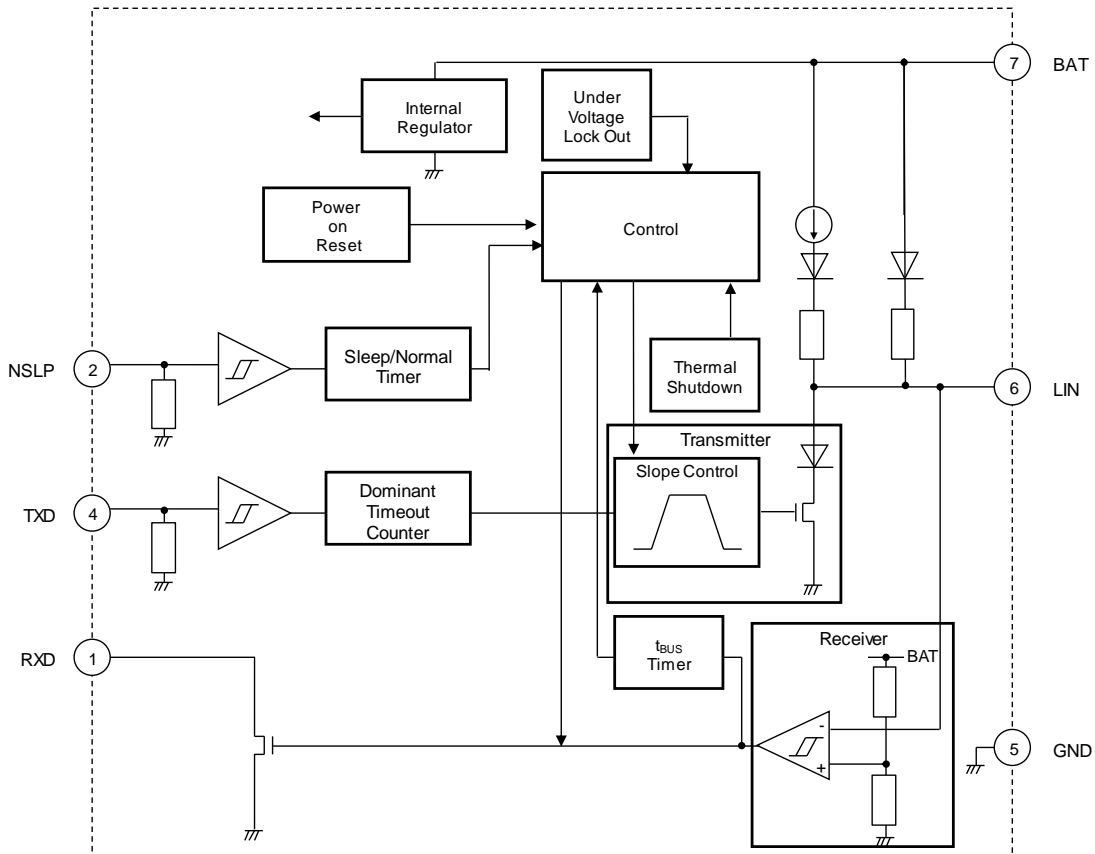 7
BAT
Internal
Regulator
Under
Voltage
Lock Out
Power
on
Reset
Control
NSLP
2
Sleep/Normal
Timer
Thermal
Shutdown
6
LIN
Transmitter
Slope Control
TXD
4
Dominant
Timeout
Counter
RXD
1
tBUS
Timer
Receiver
BAT
-
+
5
GND